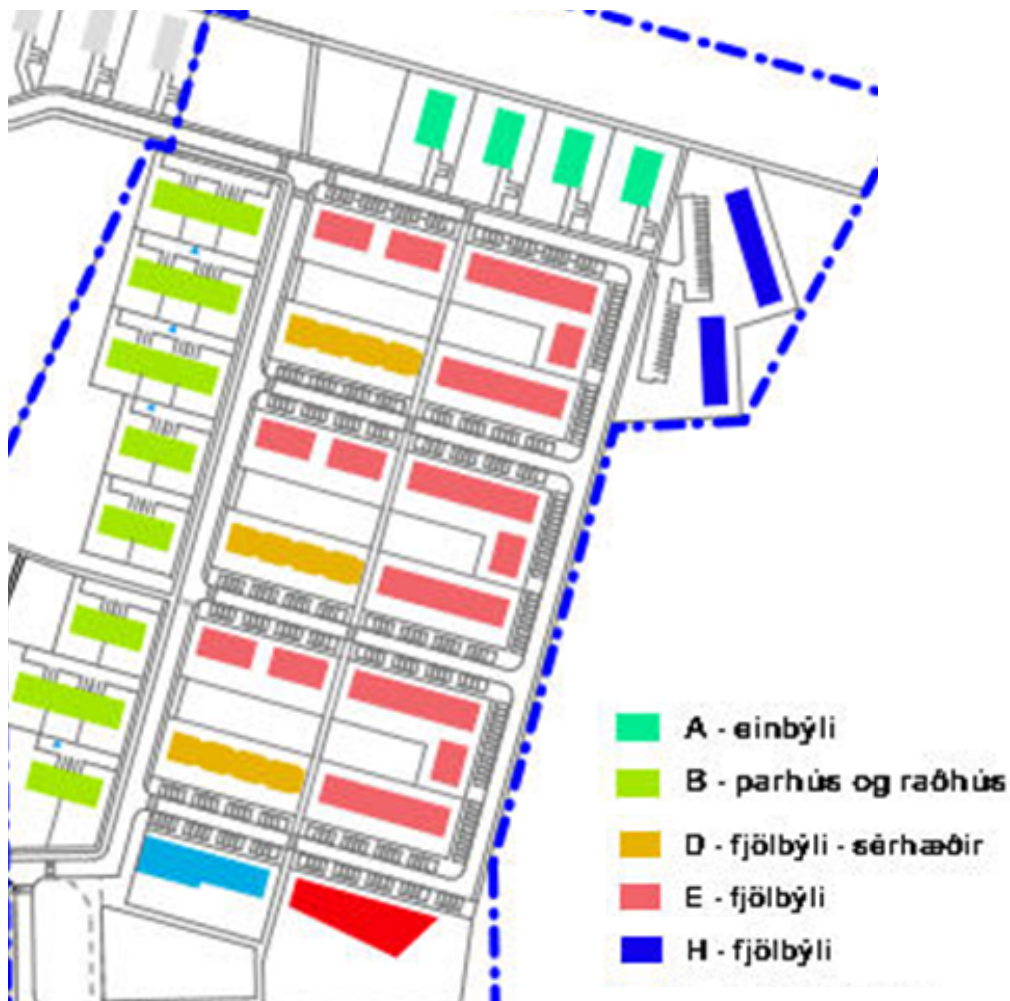 A - einbýli
B - parhús og raðhús
D - fjölbýli - sérhæðir
E - fjölbýli
H - fjölbýli